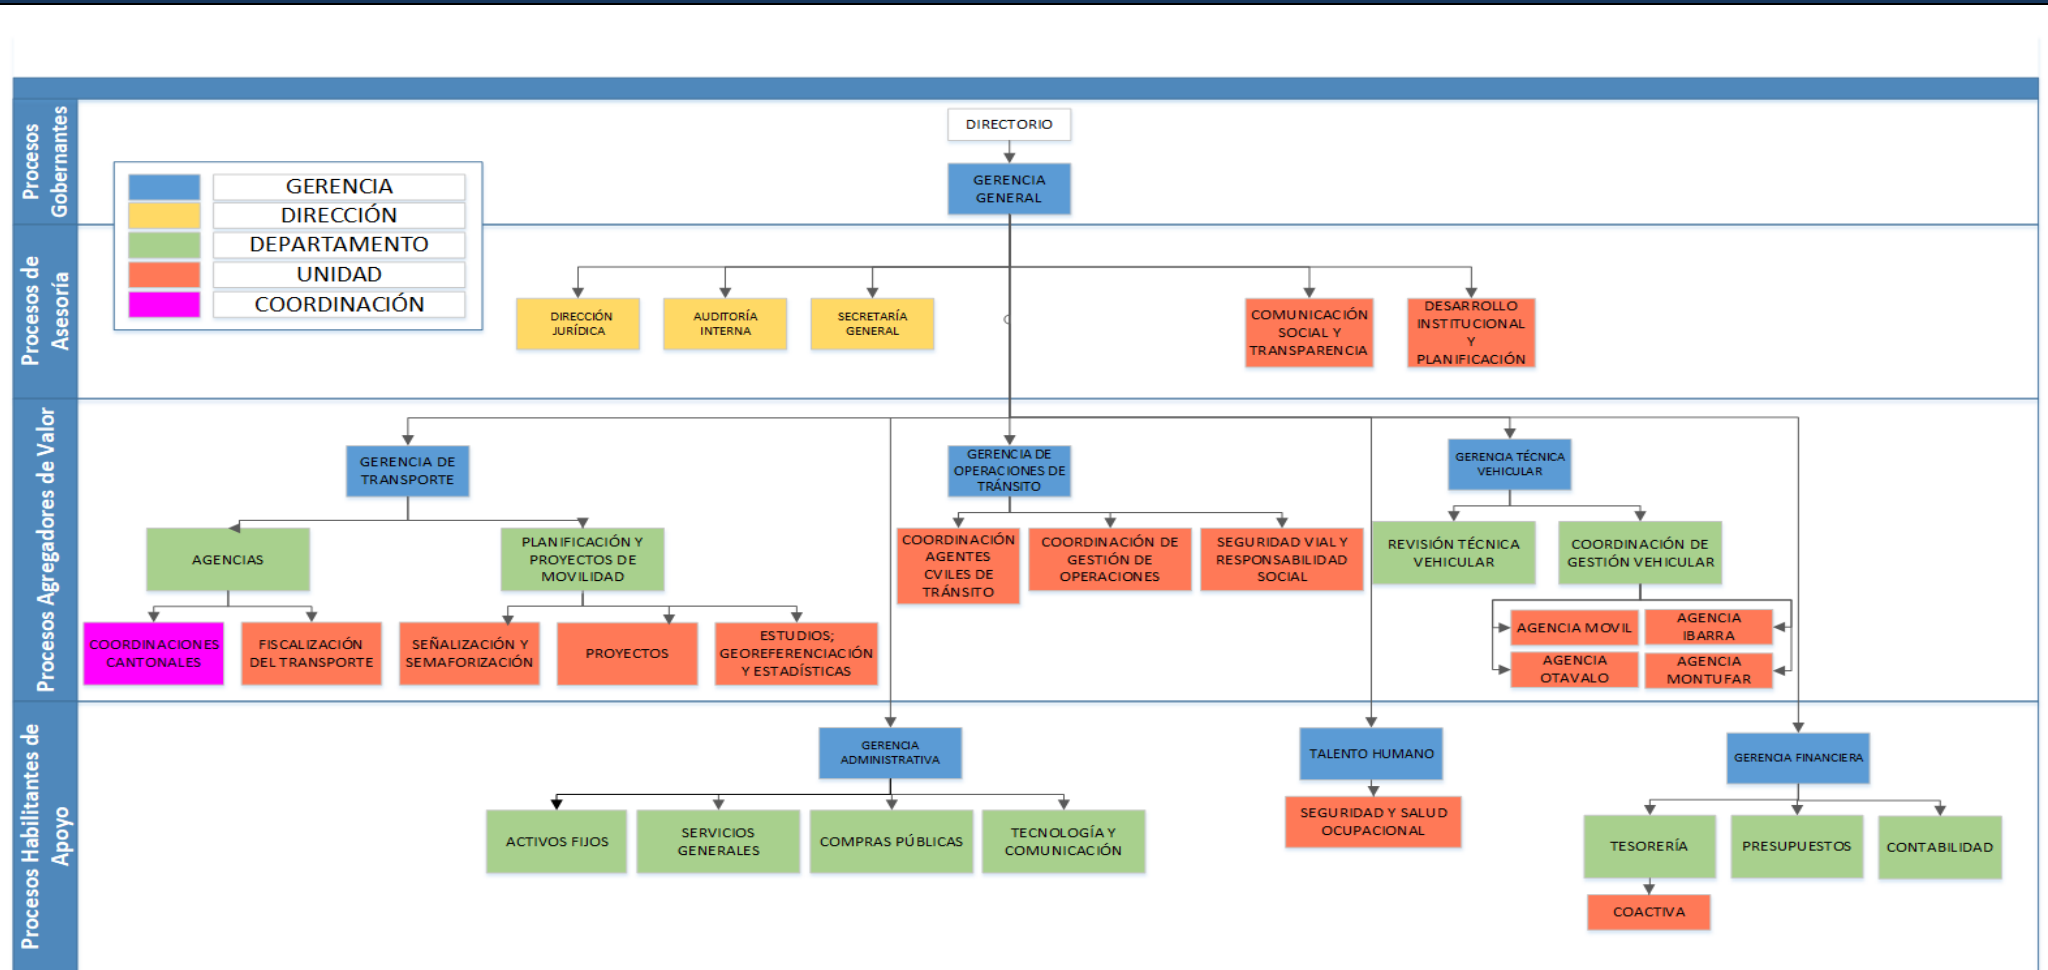 Procesos
Gobernantes
DIRECTORIO
GERENCIA
GENERAL
GERENCIA
DIRECCIÓN
DEPARTAMENTO
UNIDAD
COORDINACIÓN
Procesos de
Asesoría
DIRECCIÓN
JURÍDICA
AUDITORÍA
INTERNA
SECRETARÍA
GENERAL
COMUNICACIÓN
SOCIAL Y
TRANSPARENCIA
DESARROLLO
INSTITUCIONAL
Y
PLANIFICACIÓN
Procesos Agregadores de Valor
GERENCIA DE
TRANSPORTE
GERENCIA DE
OPERACIONES DE
TRÁNSITO
GERENCIA TÉCNICA
VEHICULAR
AGENCIAS
PLANIFICACIÓN Y
PROYECTOS DE
MOVILIDAD
COORDINACIÓN
AGENTES
CVILES DE
TRÁNSITO
COORDINACIÓN DE
GESTIÓN DE
OPERACIONES
SEGURIDAD VIAL Y
RESPONSABILIDAD
SOCIAL
REVISIÓN TÉCNICA
VEHICULAR
COORDINACIÓN DE
GESTIÓN VEHICULAR
COORDINACIONES
CANTONALES
FISCALIZACIÓN
DEL TRANSPORTE
SEÑALIZACIÓN Y
SEMAFORIZACIÓN
PROYECTOS
ESTUDIOS;
GEOREFERENCIACIÓN
Y ESTADÍSTICAS
AGENCIA MOVIL
AGENCIA
IBARRA
AGENCIA
OTAVALO
AGENCIA
MONTUFAR
Procesos Habilitantes de
Apoyo
GERENCIA
ADMINISTRATIVA
TALENTO HUMANO
GERENCIA FINANCIERA
ACTIVOS FIJOS
SERVICIOS
GENERALES
COMPRAS PÚBLICAS
TECNOLOGÍA Y
COMUNICACIÓN
SEGURIDAD Y SALUD
OCUPACIONAL
TESORERÍA
PRESUPUESTOS
CONTABILIDAD
COACTIVA